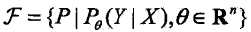 ℱ = {P | P_θ(Y | X), θ ∈ R^n}